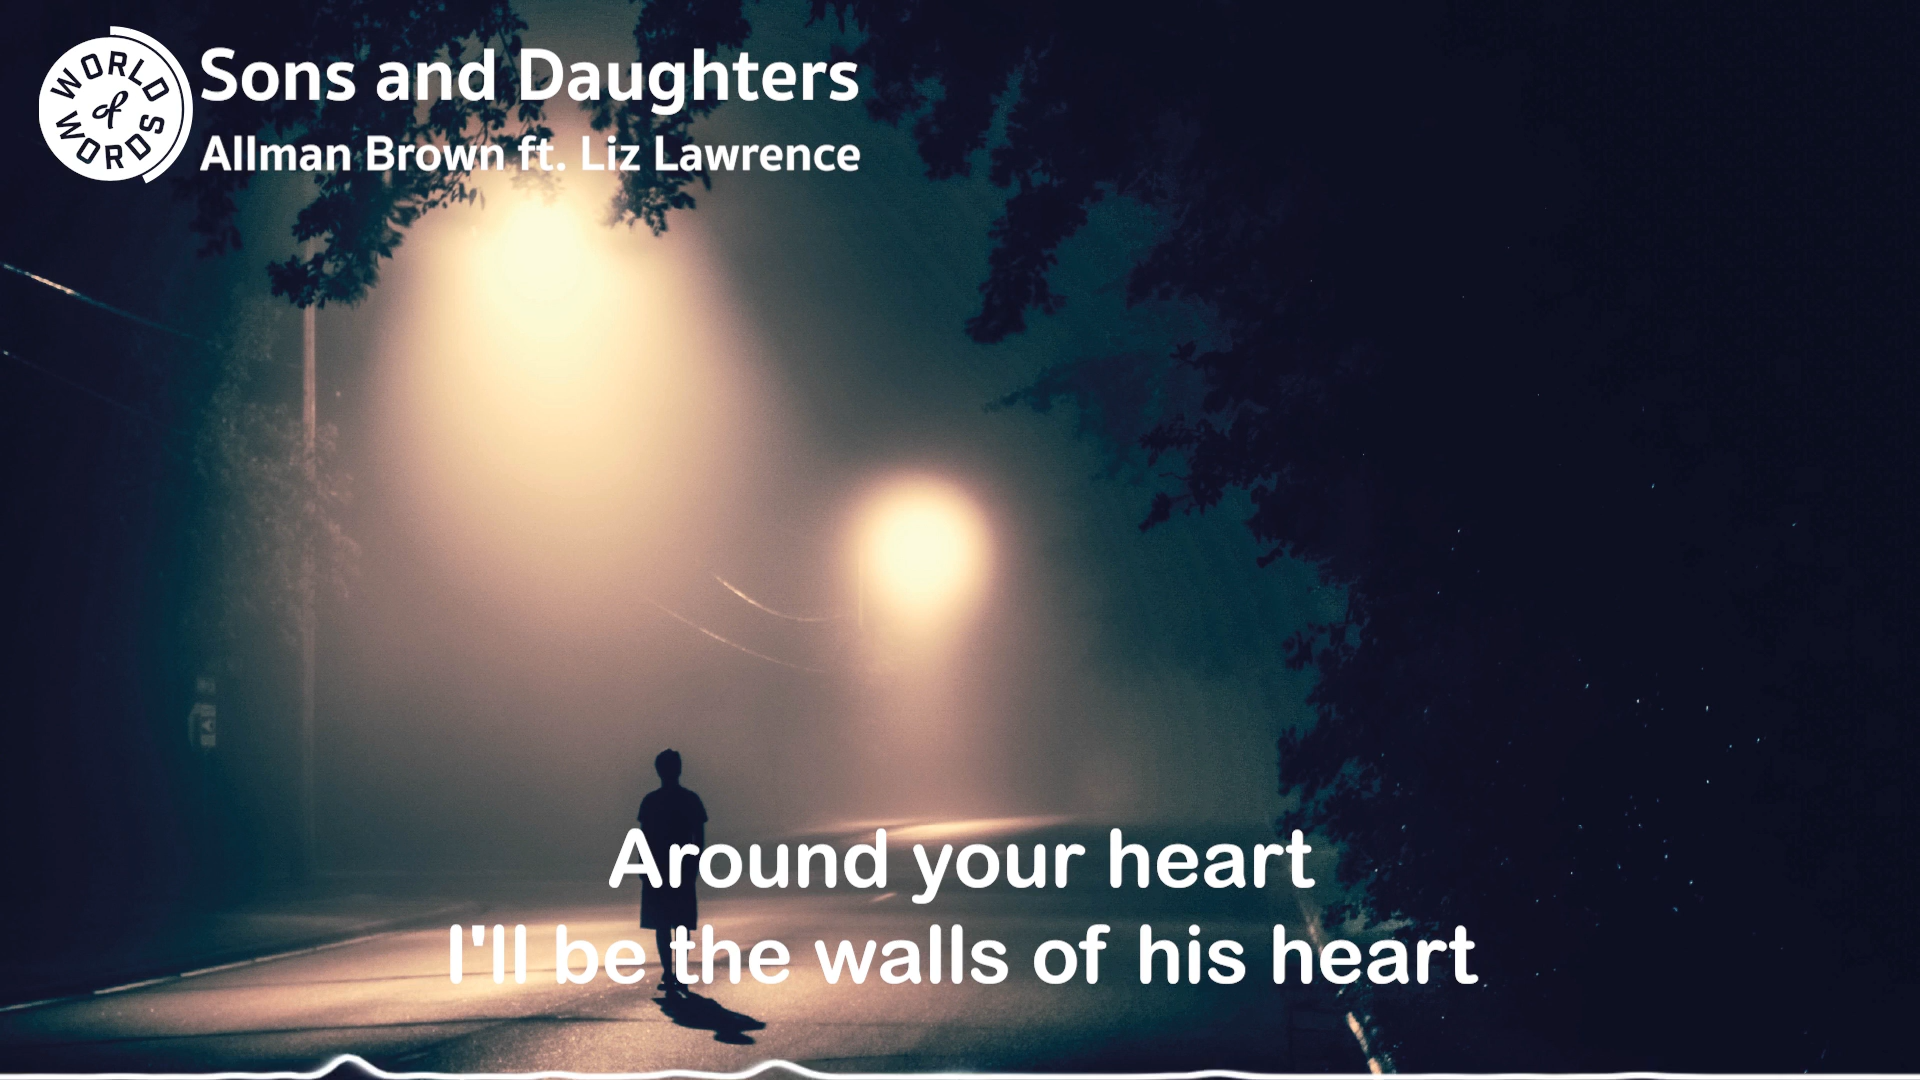 WORLD
of
WORDS
Sons and Daughters
Allman Brown ft. Liz Lawrence
Around your heart
I'll be the walls of his heart